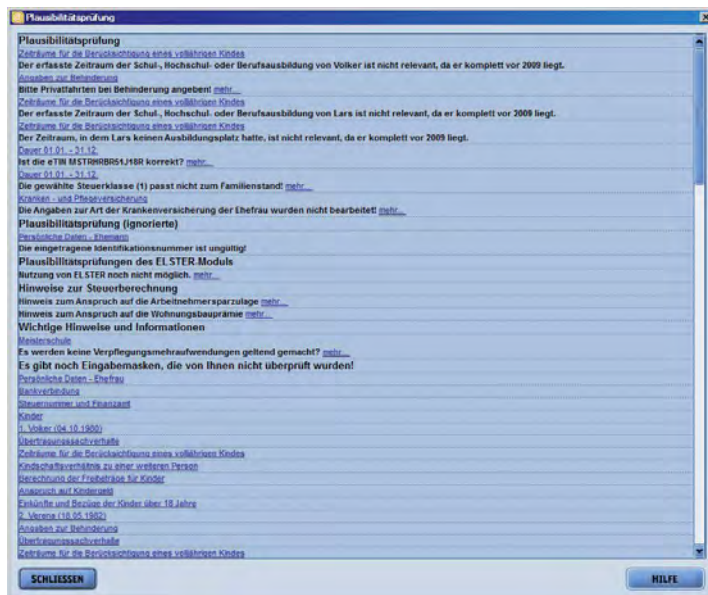 Plausibilitätsprüfung
Plausibilitätsprüfung
Zeiträume für die Berücksichtigung eines volljährigen Kindes
Der erfasste Zeitraum der Schul-, Hochschul- oder Berufsausbildung von Volker ist nicht relevant, da er komplett vor 2009 liegt.
Angaben zur Behinderung
Bitte Privatfahrten bei Behinderung angeben! mehr...
Zeiträume für die Berücksichtigung eines volljährigen Kindes
Der erfasste Zeitraum der Schul-, Hochschul- oder Berufsausbildung von Lars ist nicht relevant, da er komplett vor 2009 liegt.
Zeiträume für die Berücksichtigung eines volljährigen Kindes
Der Zeitraum, in dem Lars keinen Ausbildungsplatz hatte, ist nicht relevant, da er komplett vor 2009 liegt.
Dauer 01.01. - 31.12.
Ist die eTIN korrekt? mehr...
Dauer 01.01. - 31.12.
Die gewählte Steuerklasse (1) passt nicht zum Familienstand! mehr...
Kranken - und Pflegeversicherung
Die Angaben zur Art der Krankenversicherung der Ehefrau wurden nicht bearbeitet! mehr...
Plausibilitätsprüfung (ignorierte)
Persönliche Daten - Ehemann
Die eingetragene Identifikationsnummer ist ungültig!
Plausibilitätsprüfungen des ELSTER-Moduls
Nutzung von ELSTER noch nicht möglich. mehr...
Hinweise zur Steuerberechnung
Hinweis zum Anspruch auf die Arbeitnehmersparzulage mehr...
Hinweis zum Anspruch auf die Wohnungsbauprämie mehr...
Wichtige Hinweise und Informationen
Meisterschule
Es werden keine Verpflegungsmehraufwendungen geltend gemacht? mehr...
Es gibt noch Eingabemasken, die von Ihnen nicht überprüft wurden!
Persönliche Daten - Ehefrau
Bankverbindung
Steuernummer und Finanzamt
Kinder
1. Volker (04.10.1980)
Übertragungssachverhalte
Zeiträume für die Berücksichtigung eines volljährigen Kindes
Kindschaftsverhältnis zu einer weiteren Person
Berechnung der Freibeträge für Kinder
Anspruch auf Kindergeld
Einkünfte und Bezüge der Kinder über 18 Jahre
2. Verena (18.05.1982)
Angaben zur Behinderung
Übertragungssachverhalte
Zeiträume für die Berücksichtigung eines volljährigen Kindes
SCHLIESSEN
HILFE